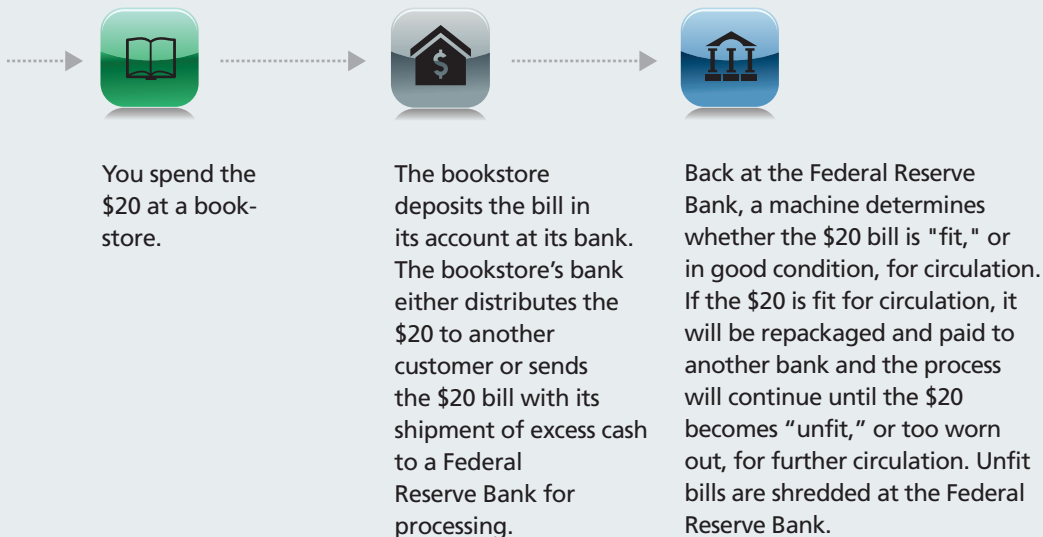 You spend the
$20 at a book-
store.
The bookstore
deposits the bill in
its account at its bank.
The bookstore’s bank
either distributes the
$20 to another
customer or sends
the $20 bill with its
shipment of excess cash
to a Federal
Reserve Bank for
processing.
Back at the Federal Reserve
Bank, a machine determines
whether the $20 bill is "fit," or
in good condition, for circulation.
If the $20 is fit for circulation, it
will be repackaged and paid to
another bank and the process
will continue until the $20
becomes “unfit,” or too worn
out, for further circulation. Unfit
bills are shredded at the Federal
Reserve Bank.